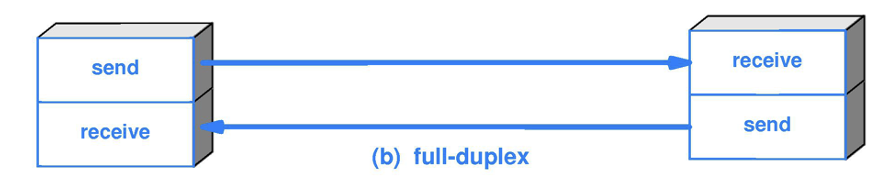 send
receive
receive
send
(b) full-duplex